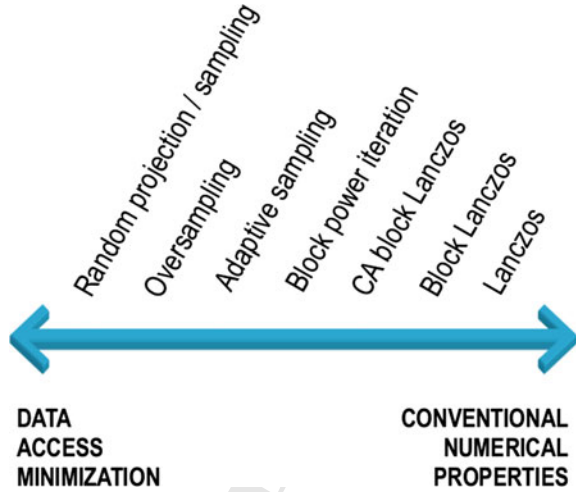 Random projection / sampling
Oversampling
Adaptive sampling
Block power iteration
CA block Lanczos
Block Lanczos
Lanczos
DATA
ACCESS
MINIMIZATION
CONVENTIONAL
NUMERICAL
PROPERTIES